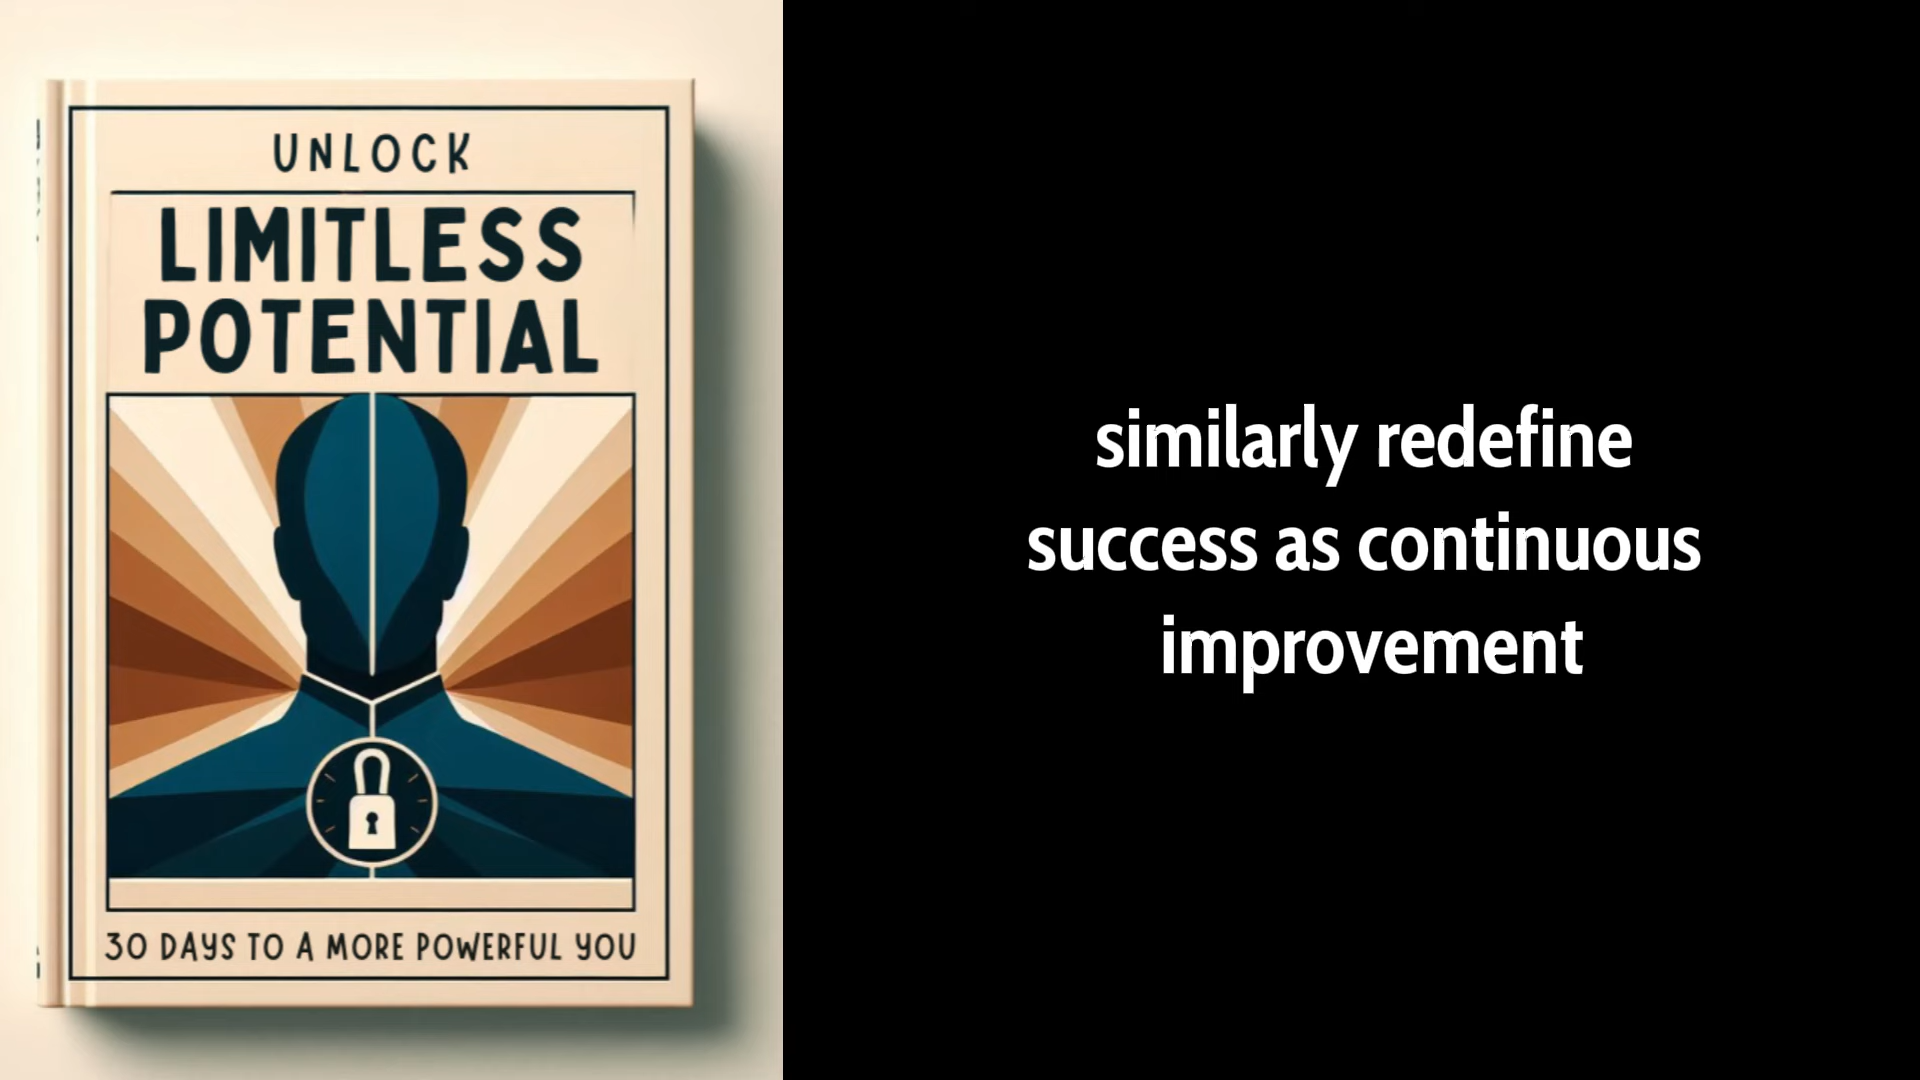 UNLOCK
LIMITLESS
POTENTIAL
30 DAYS TO A MORE POWERFUL YOU
similarly redefine
success as continuous
improvement